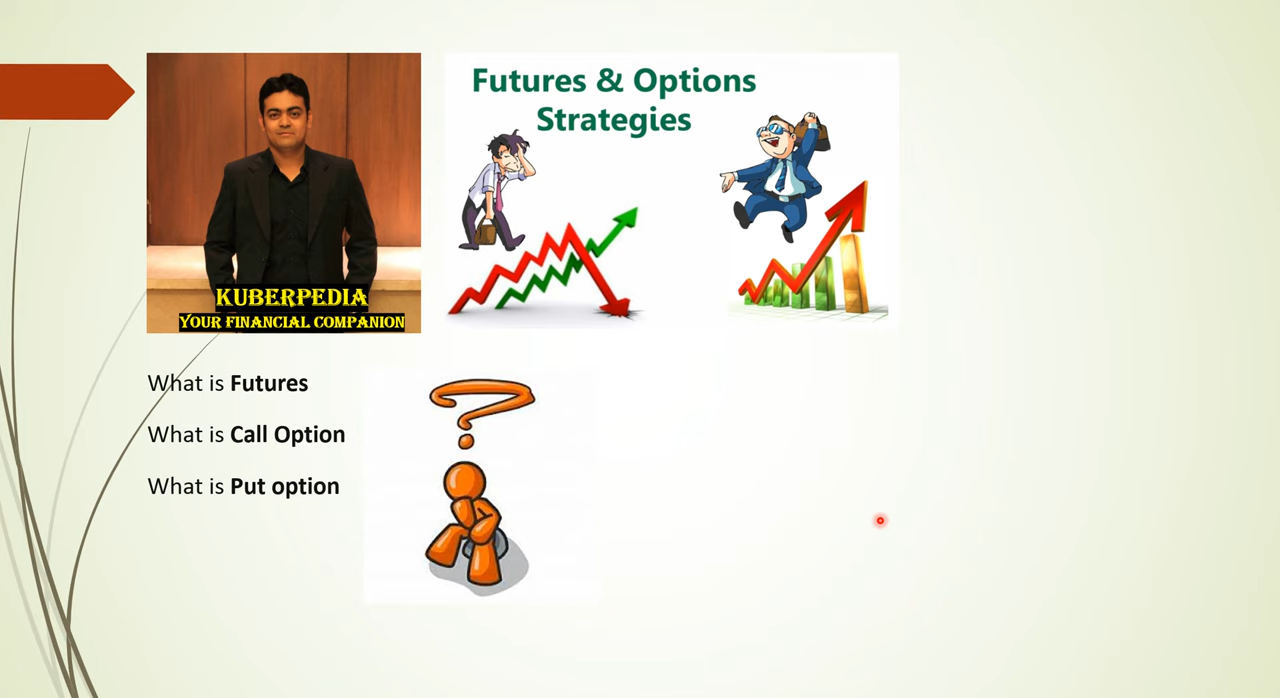 Futures & Options
Strategies
KUBERPEDIA
YOUR FINANCIAL COMPANION
What is Futures
What is Call Option
What is Put option